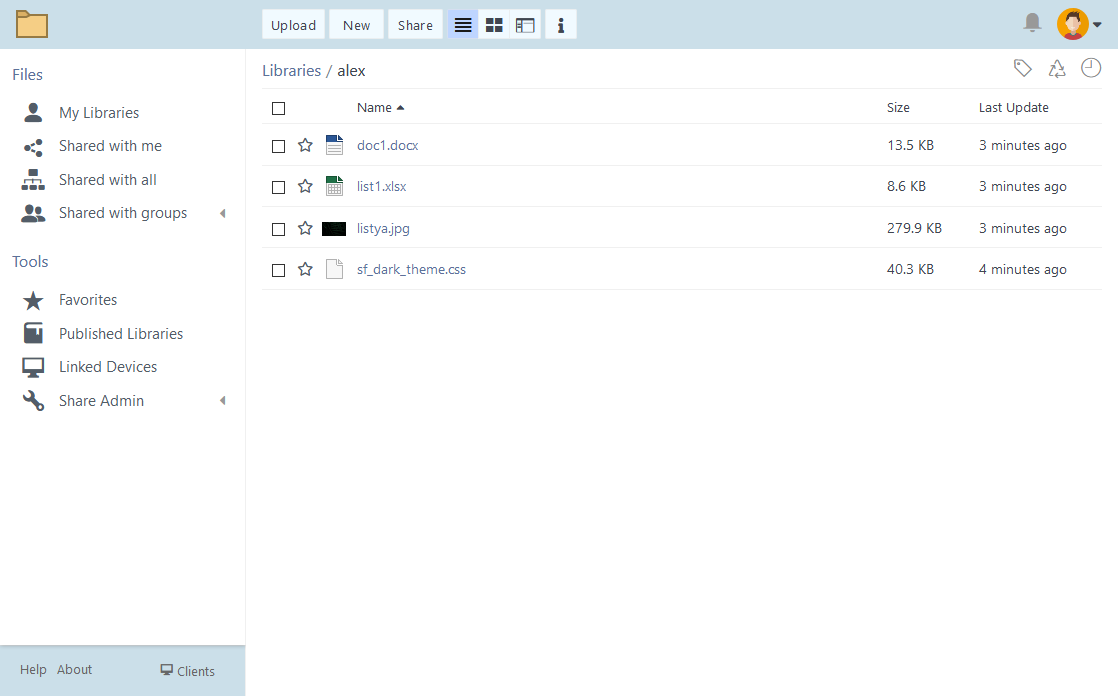 Upload New Share
Files
My Libraries
Shared with me
Shared with all
Shared with groups
Tools
Favorites
Published Libraries
Linked Devices
Share Admin
Help About Clients
Libraries / alex
Name Size Last Update
doc1.docx 13.5 KB 3 minutes ago
list1.xlsx 8.6 KB 3 minutes ago
listya.jpg 279.9 KB 3 minutes ago
sf_dark_theme.css 40.3 KB 4 minutes ago